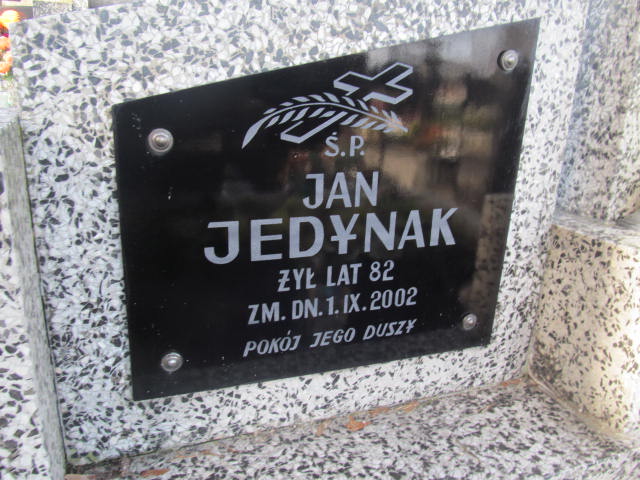 Ś.P.
JAN
JEDYNAK
ŻYŁ LAT 82
ZM. DN. 1. IX. 2002
POKÓJ JEGO DUSZY